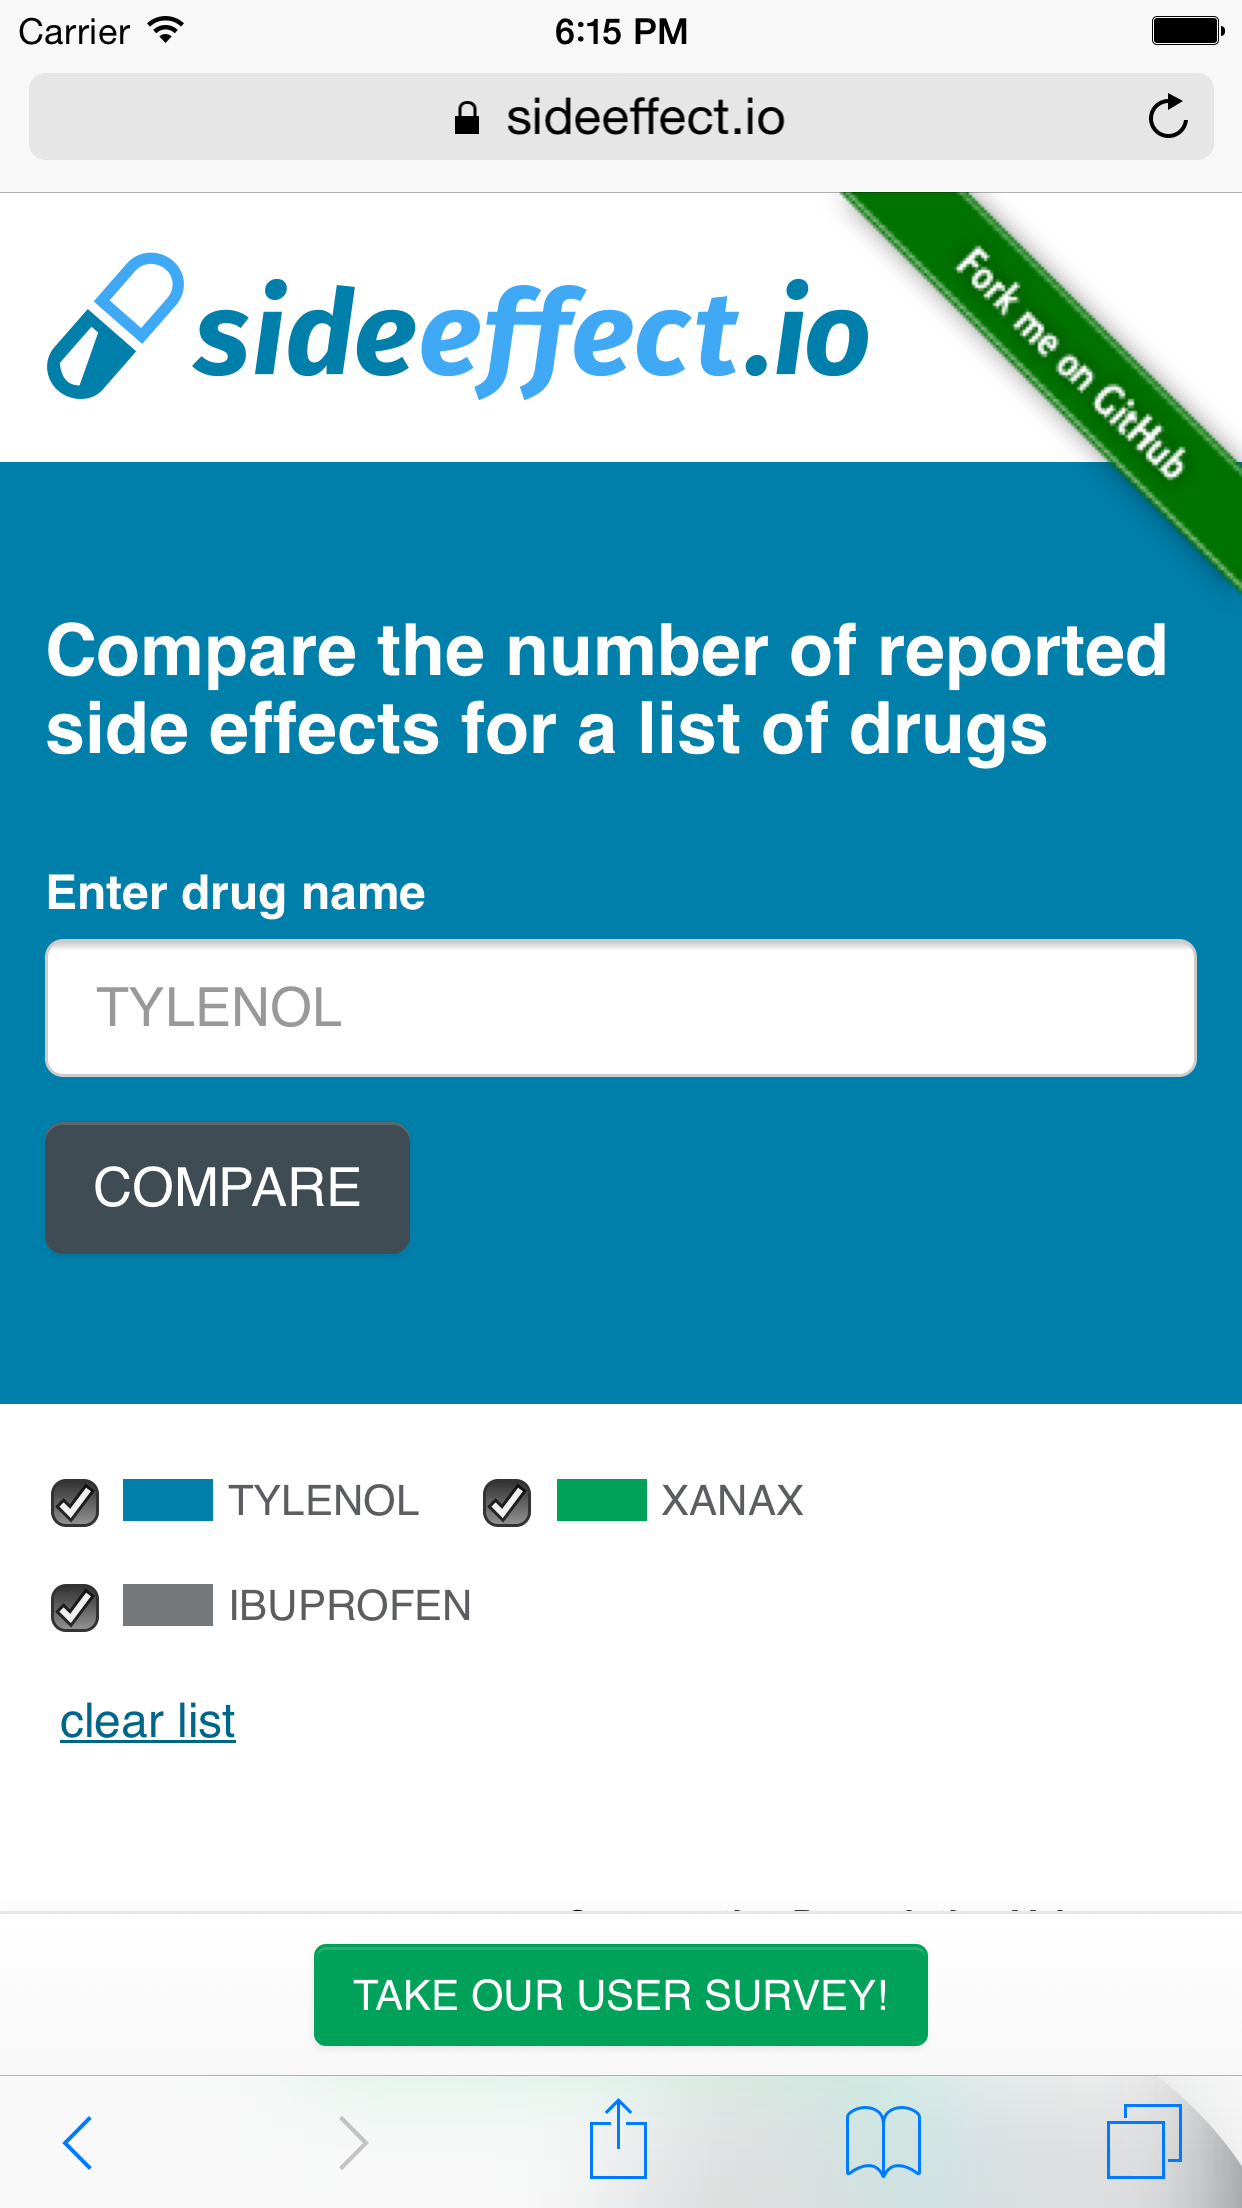 Carrier 6:15 PM
sideeffect.io
sideeffect.io
Fork me on GitHub
Compare the number of reported
side effects for a list of drugs
Enter drug name
TYLENOL
COMPARE
TYLENOL XANAX
IBUPROFEN
clear list
TAKE OUR USER SURVEY!